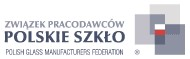 ZWIĄZEK PRACODAWCÓW
POLSKIE SZKŁO
POLISH GLASS MANUFACTURERS FEDERATION ®